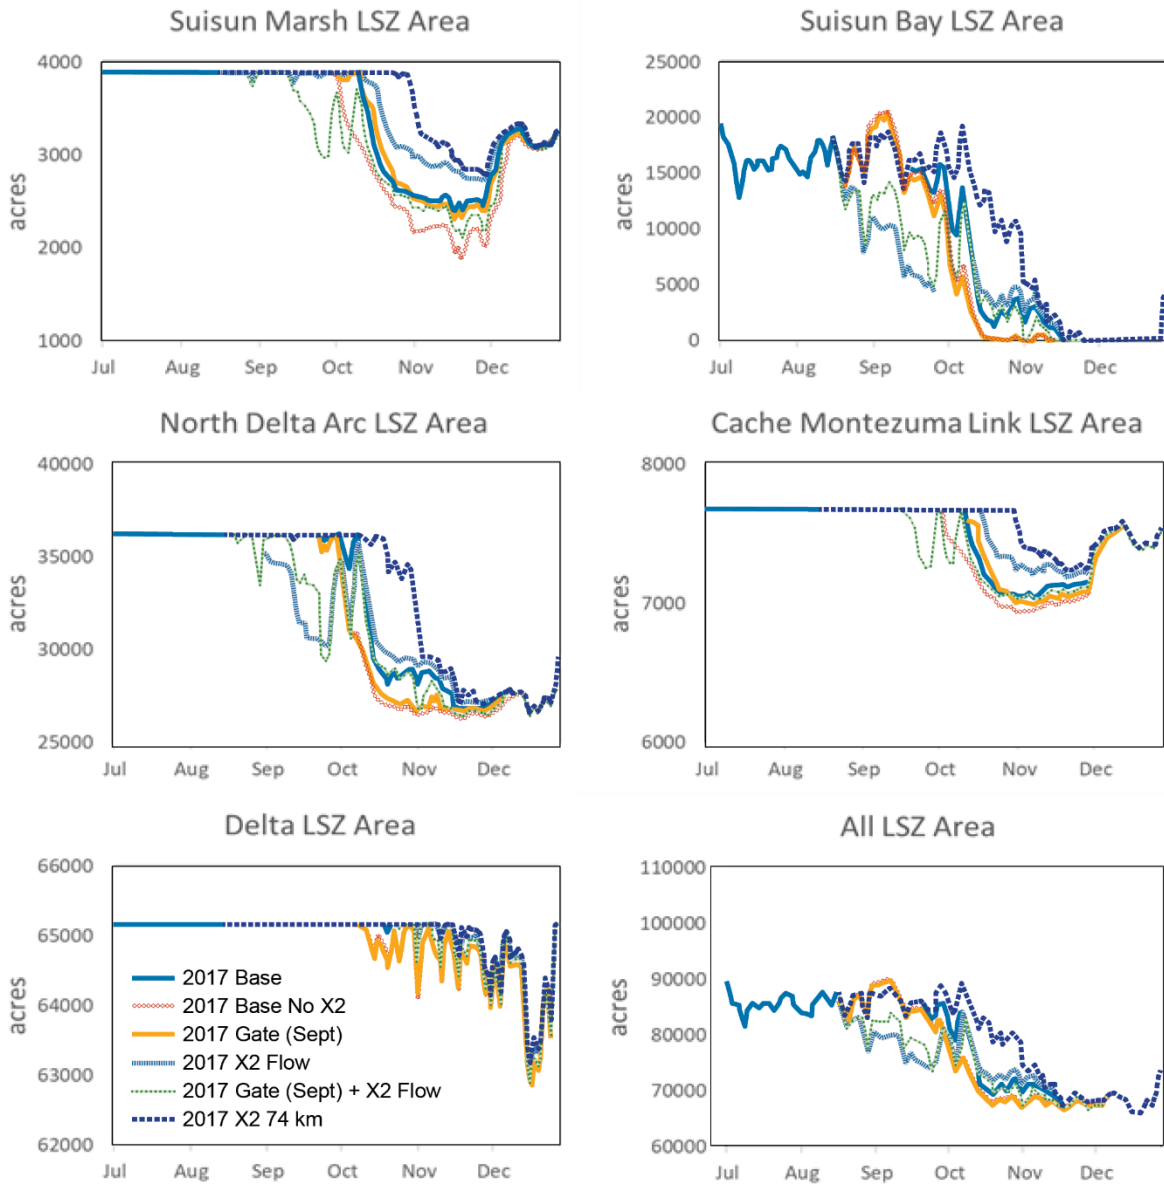 Suisun Marsh LSZ Area
4000
3000
2000
1000
acres
Jul Aug Sep Oct Nov Dec
Suisun Bay LSZ Area
25000
20000
15000
10000
5000
0
acres
Jul Aug Sep Oct Nov Dec
North Delta Arc LSZ Area
40000
35000
30000
25000
acres
Jul Aug Sep Oct Nov Dec
Cache Montezuma Link LSZ Area
8000
7000
6000
acres
Jul Aug Sep Oct Nov Dec
Delta LSZ Area
66000
65000
64000
63000
62000
acres
2017 Base
2017 Base No X2
2017 Gate (Sept)
2017 X2 Flow
2017 Gate (Sept) + X2 Flow
2017 X2 74 km
Jul Aug Sep Oct Nov Dec
All LSZ Area
110000
100000
90000
80000
70000
60000
acres
Jul Aug Sep Oct Nov Dec